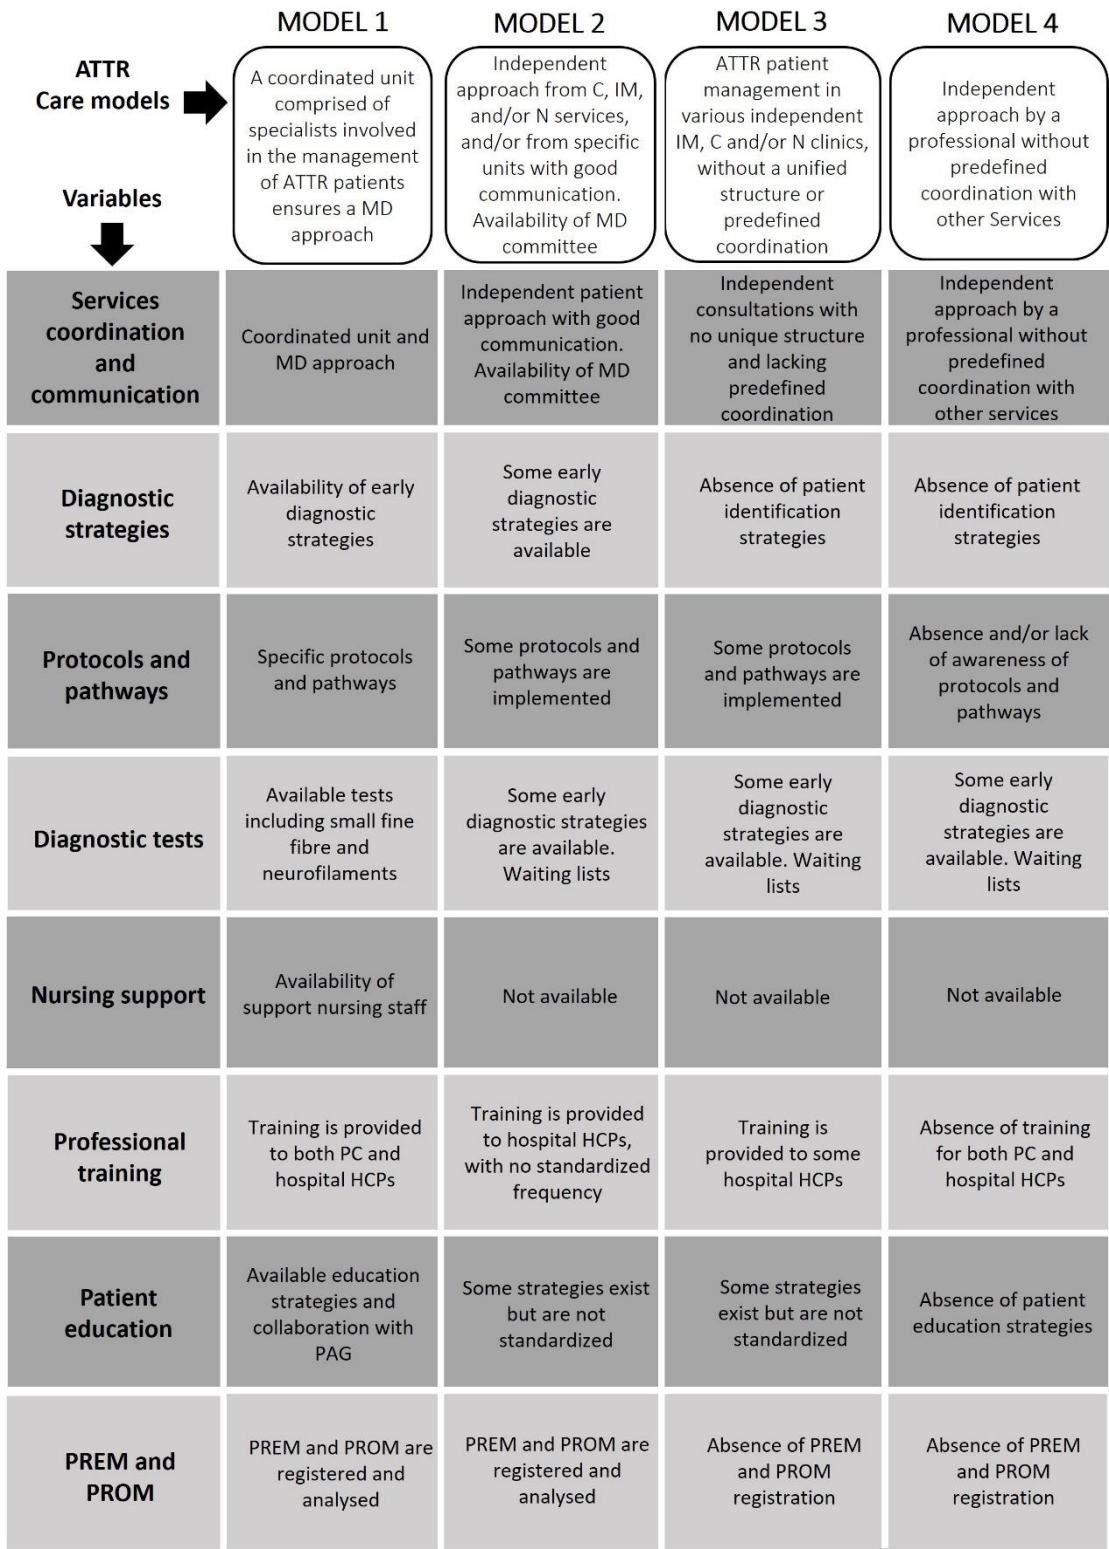 MODEL 1
MODEL 2
MODEL 3
MODEL 4
ATTR
Care models
Variables
A coordinated unit
comprised of
specialists involved
in the management
of ATTR patients
ensures a MD
approach
Independent
approach from C, IM,
and/or N services,
and/or from specific
units with good
communication.
Availability of MD
committee
ATTR patient
management in
various independent
IM, C and/or N clinics,
without a unified
structure or
predefined
coordination
Independent
approach by a
professional without
predefined
coordination with
other Services
Services
coordination
and
communication
Coordinated unit and
MD approach
Independent patient
approach with good
communication.
Availability of MD
committee
Independent
consultations with
no unique structure
and lacking
predefined
coordination
Independent
approach by a
professional without
predefined
coordination with
other services
Diagnostic
strategies
Availability of early
diagnostic
strategies
Some early
diagnostic
strategies are
available
Absence of patient
identification
strategies
Absence of patient
identification
strategies
Protocols and
pathways
Specific protocols
and pathways
Some protocols and
pathways are
implemented
Some protocols
and pathways are
implemented
Absence and/or lack
of awareness of
protocols and
pathways
Diagnostic tests
Available tests
including small fine
fibre and
neurofilaments
Some early
diagnostic strategies
are available.
Waiting lists
Some early
diagnostic
strategies are
available. Waiting
lists
Some early
diagnostic
strategies are
available. Waiting
lists
Nursing support
Availability of
support nursing staff
Not available
Not available
Not available
Professional
training
Training is provided
to both PC and
hospital HCPs
Training is provided
to hospital HCPs,
with no standardized
frequency
Training is
provided to some
hospital HCPs
Absence of training
for both PC and
hospital HCPs
Patient
education
Available education
strategies and
collaboration with
PAG
Some strategies exist
but are not
standardized
Some strategies
exist but are not
standardized
Absence of patient
education strategies
PREM and
PROM
PREM and PROM are
registered and
analysed
PREM and PROM are
registered and
analysed
Absence of PREM
and PROM
registration
Absence of PREM
and PROM
registration